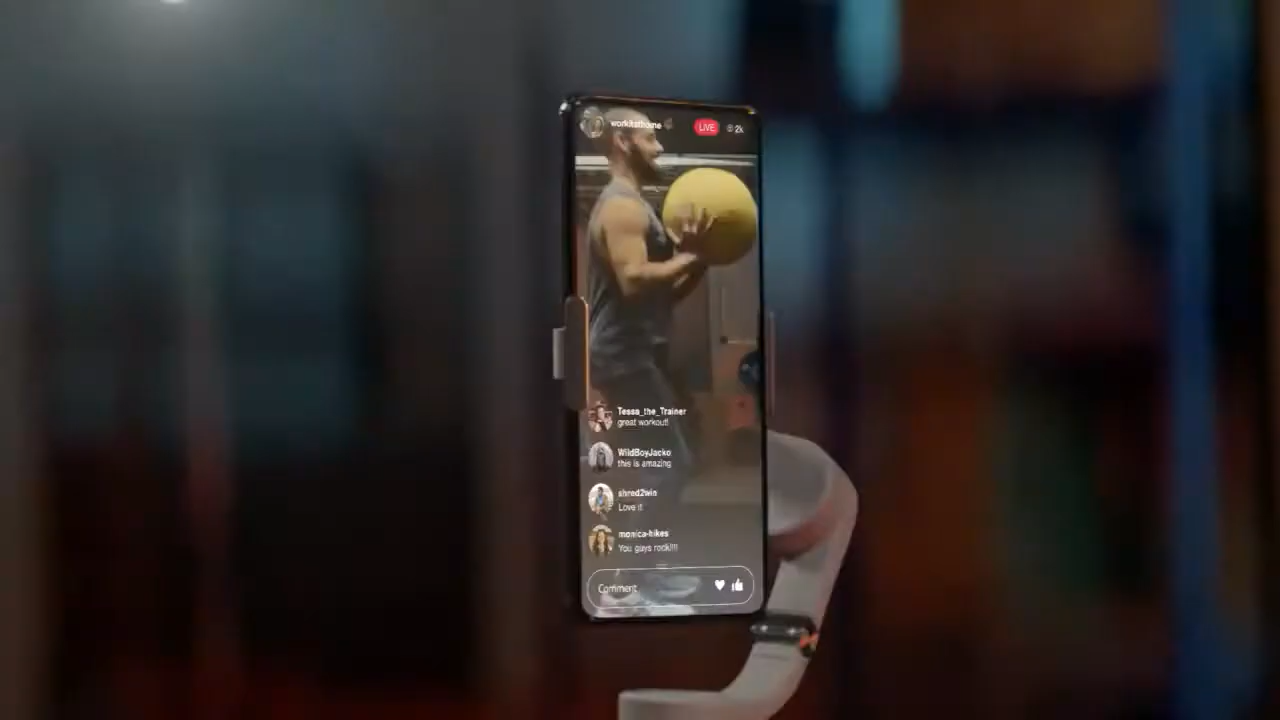 workitathome
LIVE
2k
Tessa_the_Trainer
great workout!
WildBoyJacko
this is amazing
shred2win
Love it
monica-hikes
You guys rock!!!
Comment